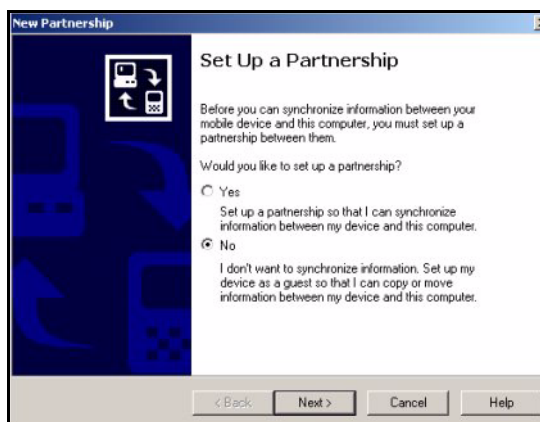 New Partnership
Set Up a Partnership
Before you can synchronize information between your
mobile device and this computer, you must set up a
partnership between them.
Would you like to set up a partnership?
Yes
Set up a partnership so that I can synchronize
information between my device and this computer.
No
I don't want to synchronize information. Set up my
device as a guest so that I can copy or move
information between my device and this computer.
< Back
Next >
Cancel
Help